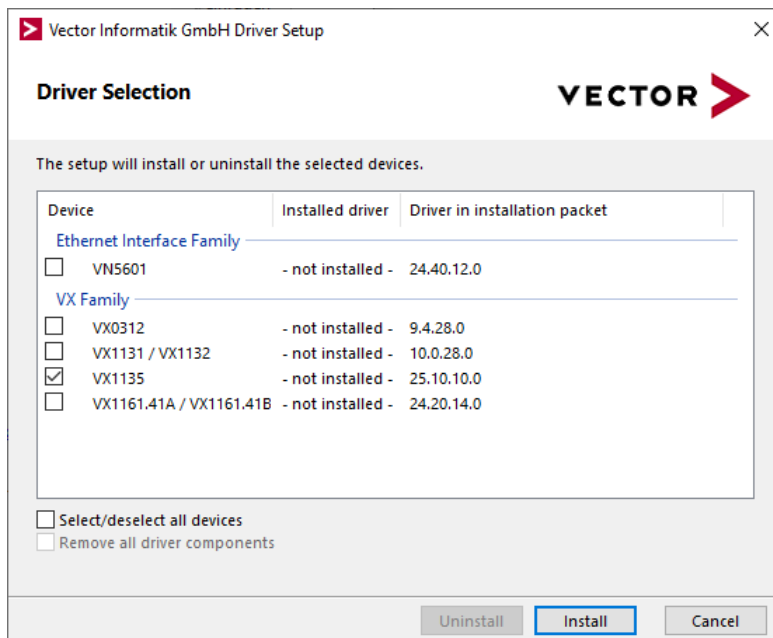 Vector Informatik GmbH Driver Setup
Driver Selection
VECTOR
The setup will install or uninstall the selected devices.
Device Installed driver Driver in installation packet
Ethernet Interface Family
VN5601 - not installed - 24.40.12.0
VX Family
VX0312 - not installed - 9.4.28.0
VX1131 / VX1132 - not installed - 10.0.28.0
VX1135 - not installed - 25.10.10.0
VX1161.41A / VX1161.41B - not installed - 24.20.14.0
Select/deselect all devices
Remove all driver components
Uninstall Install Cancel